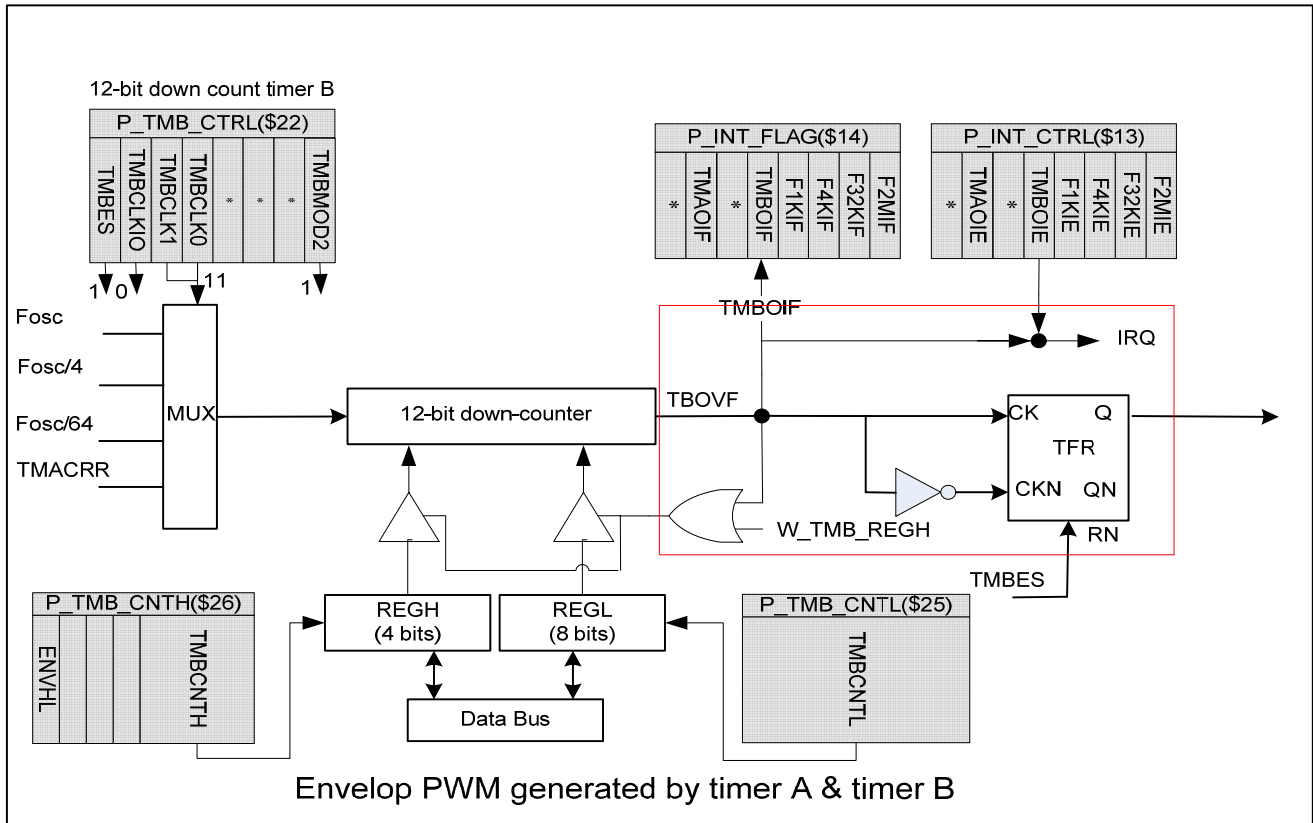 12-bit down count timer B
P_TMB_CTRL($22)
TMBES
TMBCLKIO
TMBCLK1
TMBCLK0
*
*
*
TMBMOD2
1
0
11
1
P_INT_FLAG($14)
*
TMAOIF
*
TMBOIF
F1KIF
F4KIF
F32KIF
F2MIF
P_INT_CTRL($13)
*
TMAOIE
*
TMBOIE
F1KIE
F4KIE
F32KIE
F2MIE
Fosc
Fosc/4
Fosc/64
TMACRR
MUX
12-bit down-counter
TBOVF
TMBOIF
IRQ
CK Q
TFR
CKN QN
RN
W_TMB_REGH
TMBES
P_TMB_CNTH($26)
ENVHL
TMBCNTH
REGH
(4 bits)
REGL
(8 bits)
P_TMB_CNTL($25)
TMBCNTL
Data Bus
Envelop PWM generated by timer A & timer B